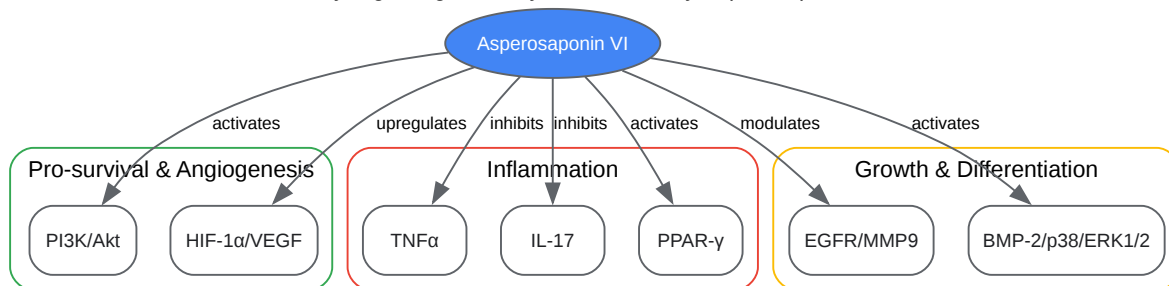 Asperosaponin VI
activates
upregulates
inhibits
inhibits
activates
modulates
activates
Pro-survival & Angiogenesis
Inflammation
Growth & Differentiation
PI3K/Akt
HIF-1α/VEGF
TNFα
IL-17
PPAR-γ
EGFR/MMP9
BMP-2/p38/ERK1/2